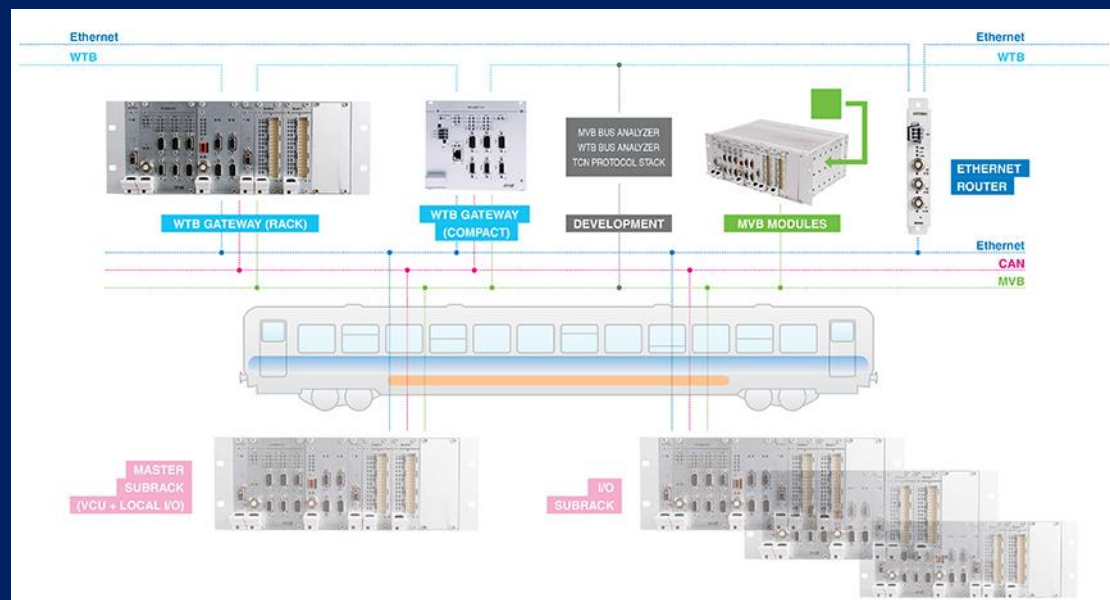 Ethernet
WTB
Ethernet
WTB
MVB BUS ANALYZER
WTB BUS ANALYZER
TCN PROTOCOL STACK
ETHERNET
ROUTER
WTB GATEWAY (RACK)
WTB GATEWAY
(COMPACT)
DEVELOPMENT
MVB MODULES
Ethernet
CAN
MVB
MASTER
SUBRACK
(VCU + LOCAL I/O)
I/O
SUBRACK